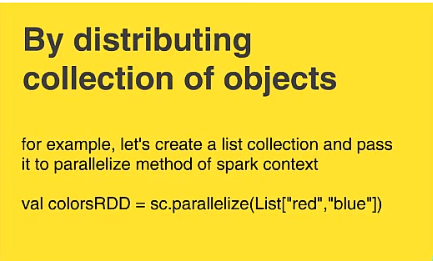 By distributing
collection of objects
for example, let's create a list collection and pass
it to parallelize method of spark context
val colorsRDD = sc.parallelize(List["red","blue"])